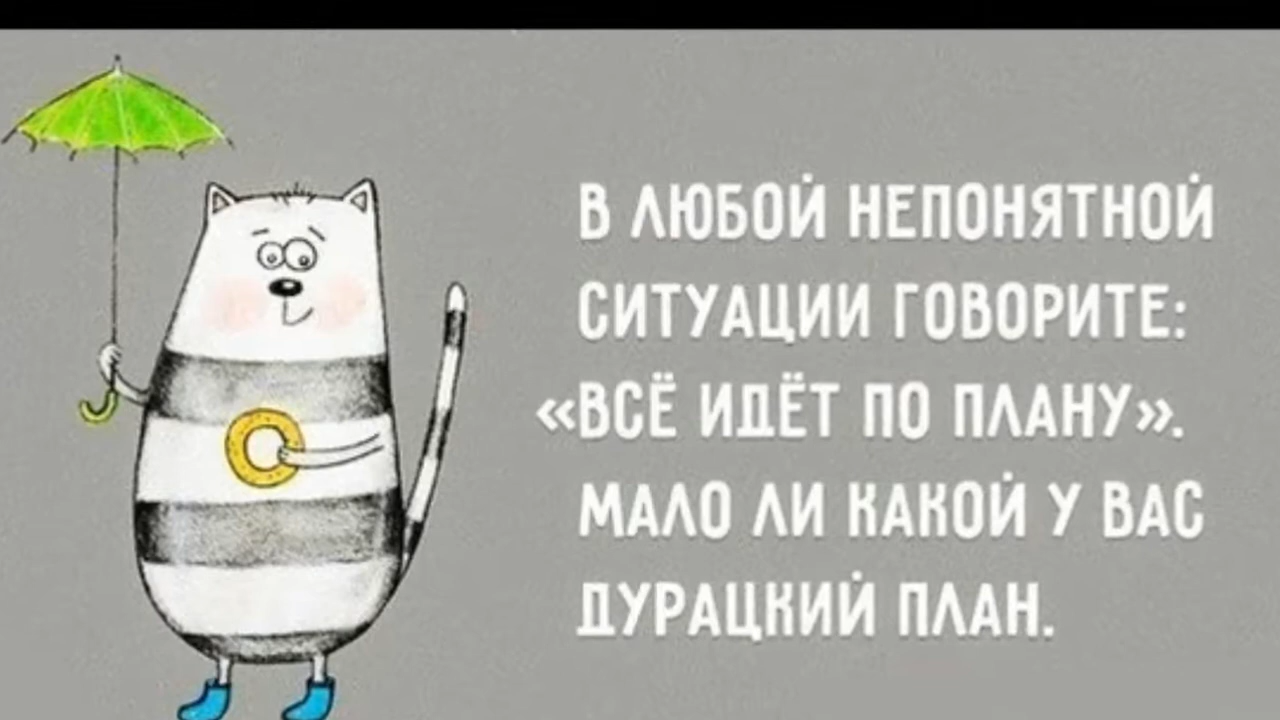 В ЛЮБОЙ НЕПОНЯТНОЙ
СИТУАЦИИ ГОВОРИТЕ:
«ВСЁ ИДЁТ ПО ПЛАНУ».
МАЛО ЛИ КАКОЙ У ВАС
ДУРАЦКИЙ ПЛАН.